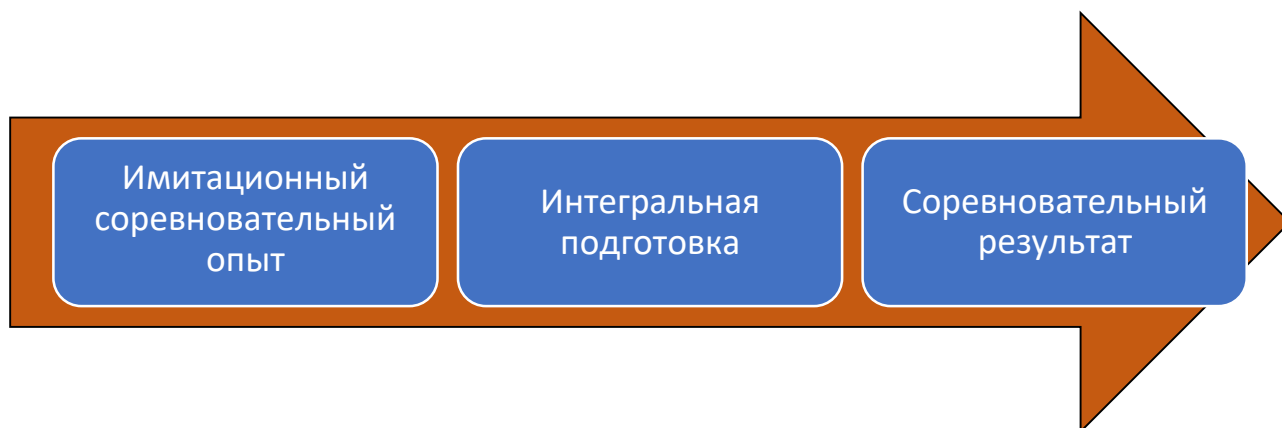 Имитационный
соревновательный
опыт
Интегральная
подготовка
Соревновательный
результат